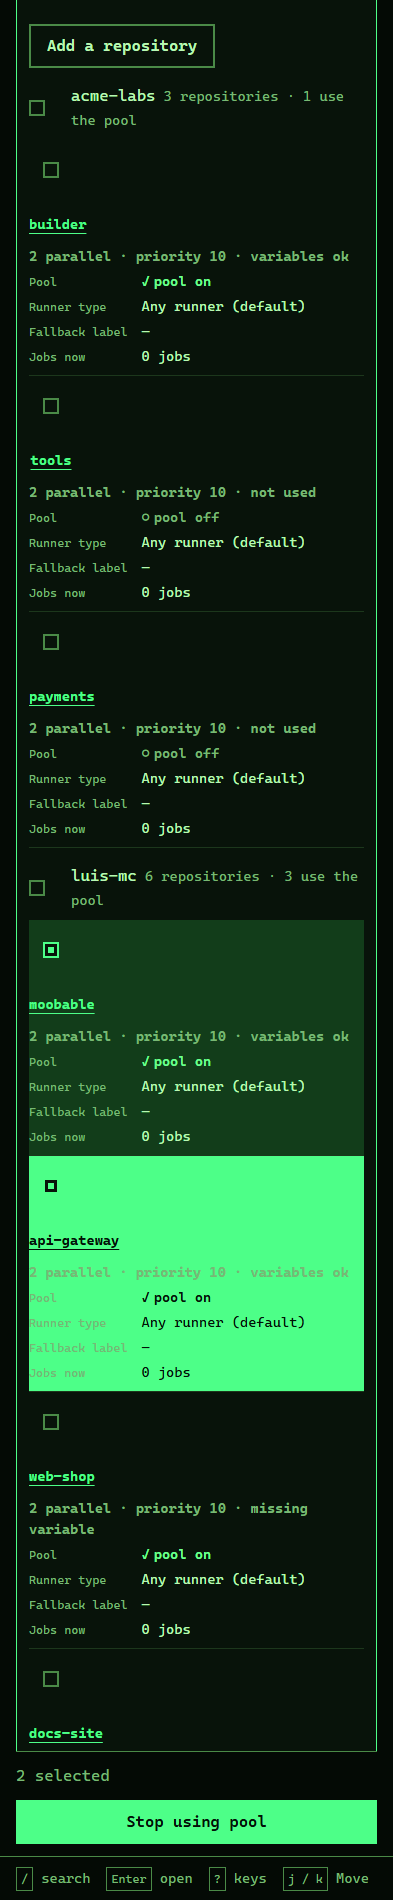 Add a repository
acme-labs 3 repositories · 1 use
the pool
builder
2 parallel · priority 10 · variables ok
Pool ✓ pool on
Runner type Any runner (default)
Fallback label —
Jobs now 0 jobs
tools
2 parallel · priority 10 · not used
Pool ○ pool off
Runner type Any runner (default)
Fallback label —
Jobs now 0 jobs
payments
2 parallel · priority 10 · not used
Pool ○ pool off
Runner type Any runner (default)
Fallback label —
Jobs now 0 jobs
luis-mc 6 repositories · 3 use the
pool
moobable
2 parallel · priority 10 · variables ok
Pool ✓ pool on
Runner type Any runner (default)
Fallback label —
Jobs now 0 jobs
api-gateway
2 parallel · priority 10 · variables ok
Pool ✓ pool on
Runner type Any runner (default)
Fallback label —
Jobs now 0 jobs
web-shop
2 parallel · priority 10 · missing
variable
Pool ✓ pool on
Runner type Any runner (default)
Fallback label —
Jobs now 0 jobs
docs-site
2 selected
Stop using pool
/ search Enter open ? keys j / k Move